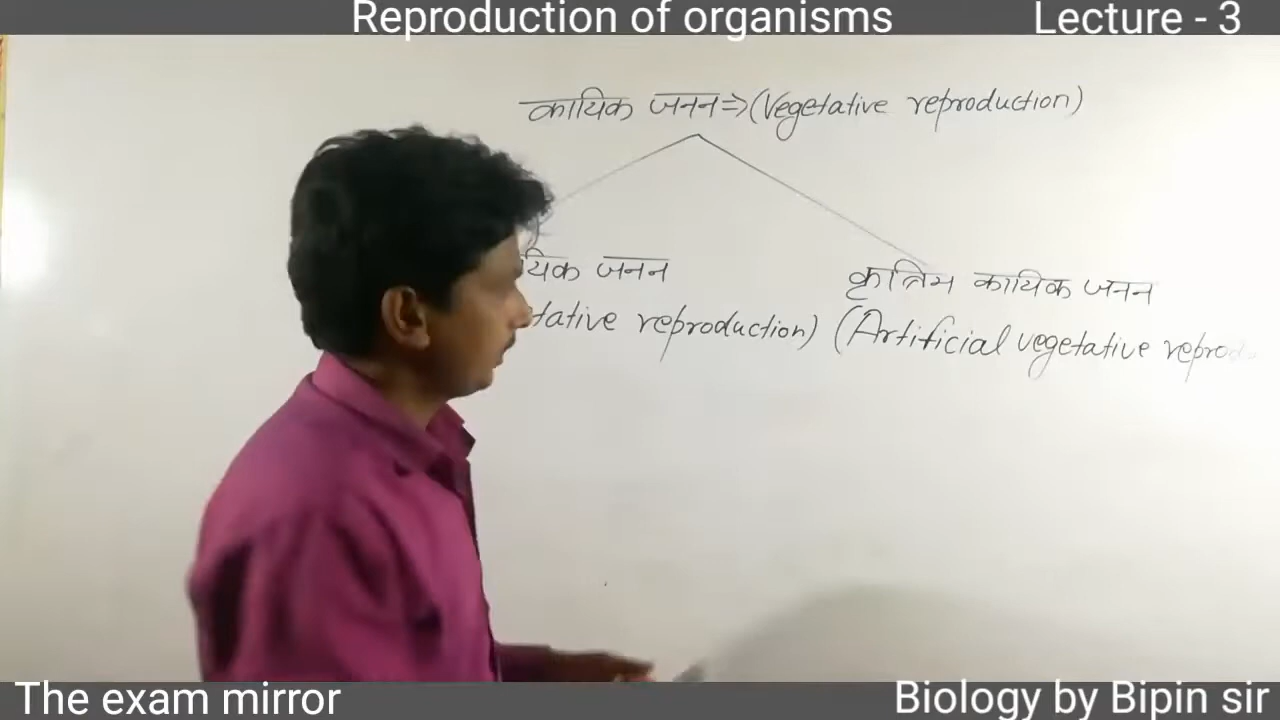 Reproduction of organisms Lecture - 3
कायिक जनन⇒(Vegetative reproduction)
जनन
reproduction)
कृत्रिम कायिक जनन
(Artificial vegetative
The exam mirror Biology by Bipin sir